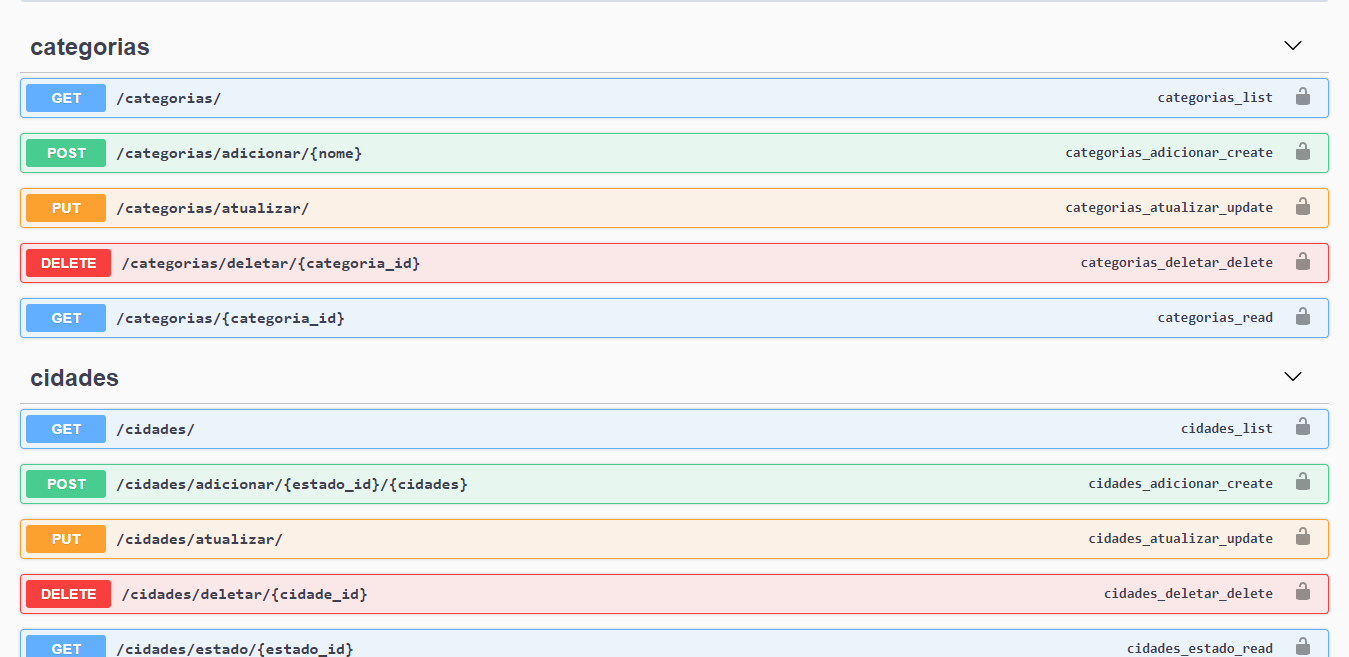 categorias
GET /categorias/ categorias_list
POST /categorias/adicionar/{nome} categorias_adicionar_create
PUT /categorias/atualizar/ categorias_atualizar_update
DELETE /categorias/deletar/{categoria_id} categorias_deletar_delete
GET /categorias/{categoria_id} categorias_read
cidades
GET /cidades/ cidades_list
POST /cidades/adicionar/{estado_id}/{cidades} cidades_adicionar_create
PUT /cidades/atualizar/ cidades_atualizar_update
DELETE /cidades/deletar/{cidade_id} cidades_deletar_delete
GET /cidades/estado/{estado_id} cidades_estado_read